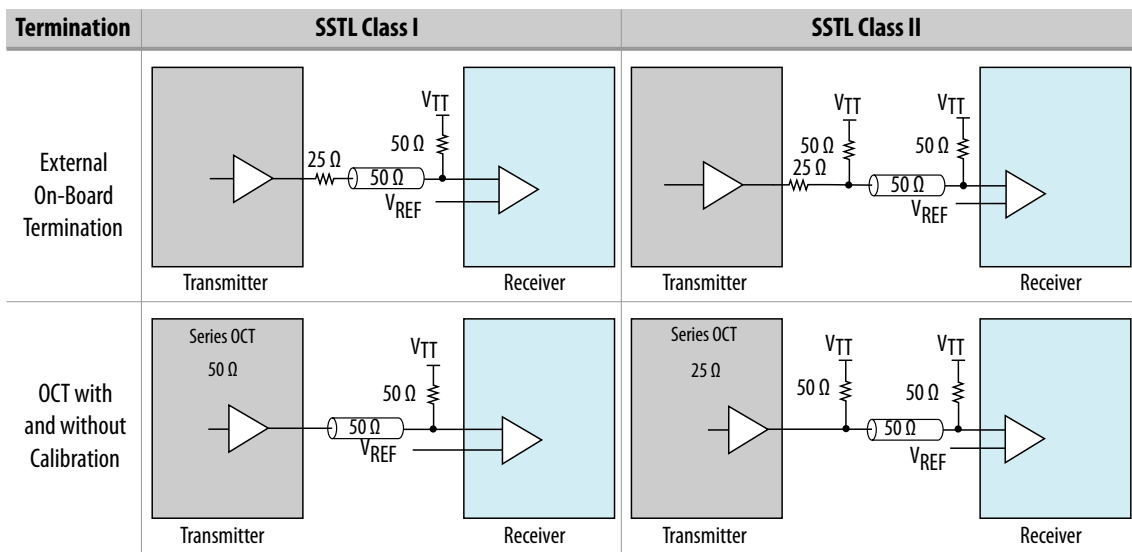 Termination SSTL Class I SSTL Class II
External
On-Board
Termination
VTT
50 Ω
25 Ω
50 Ω
VREF
Transmitter Receiver
VTT VTT
50 Ω 50 Ω
25 Ω
50 Ω
VREF
Transmitter Receiver
OCT with
and without
Calibration
Series OCT
50 Ω
VTT
50 Ω
50 Ω
VREF
Transmitter Receiver
Series OCT
25 Ω
VTT VTT
50 Ω 50 Ω
50 Ω
VREF
Transmitter Receiver